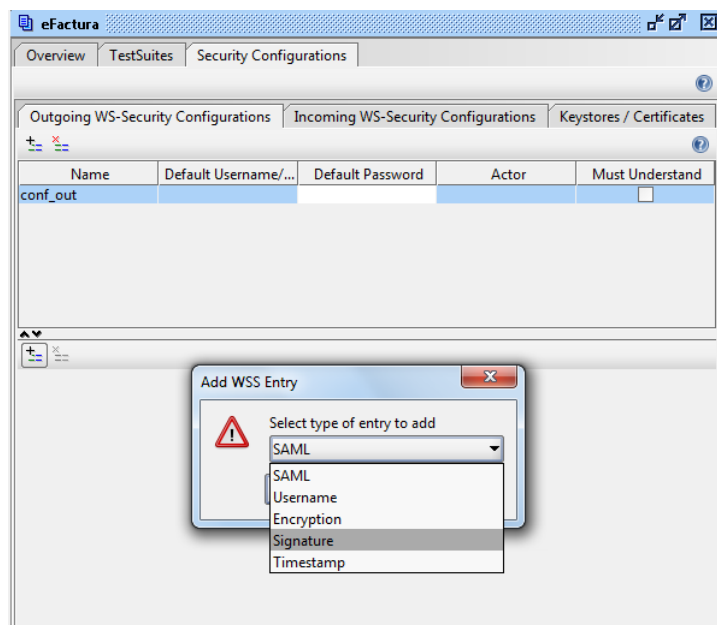 eFactura
Overview TestSuites Security Configurations
Outgoing WS-Security Configurations Incoming WS-Security Configurations Keystores / Certificates
Name Default Username/... Default Password Actor Must Understand
conf_out
Add WSS Entry
Select type of entry to add
SAML
SAML
Username
Encryption
Signature
Timestamp